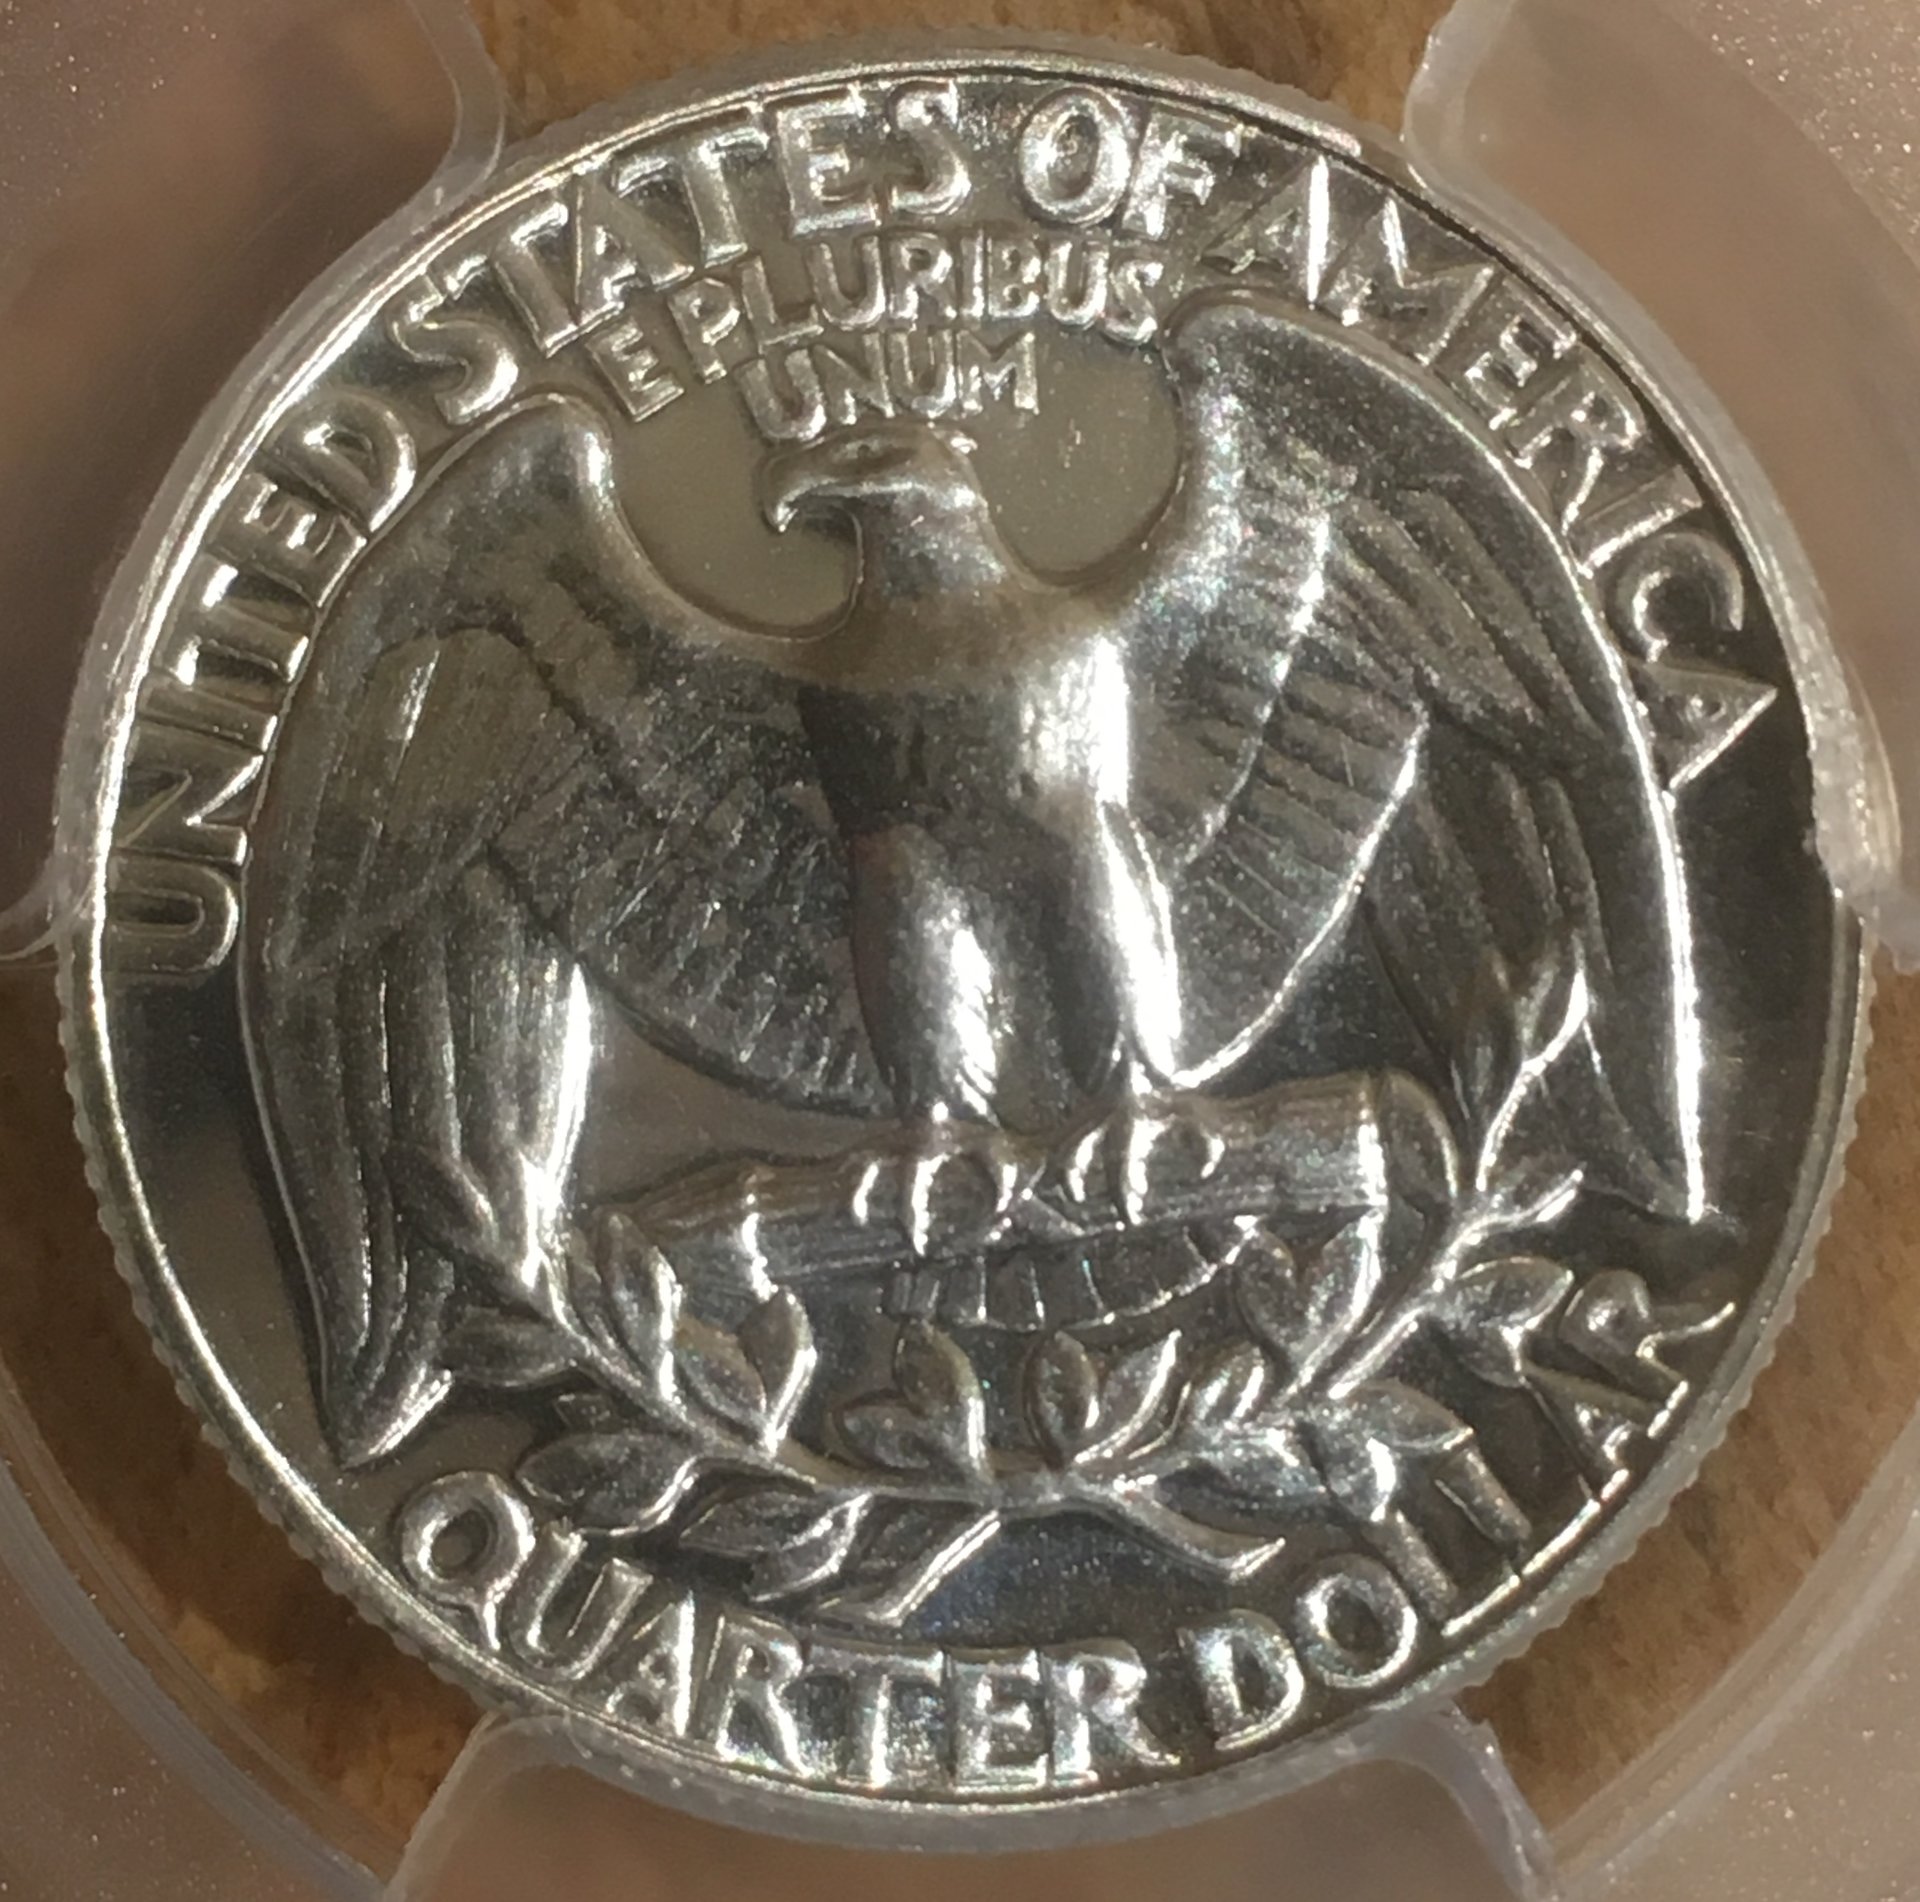 UNITED STATES OF AMERICA
E PLURIBUS
UNUM
QUARTER DOLLAR